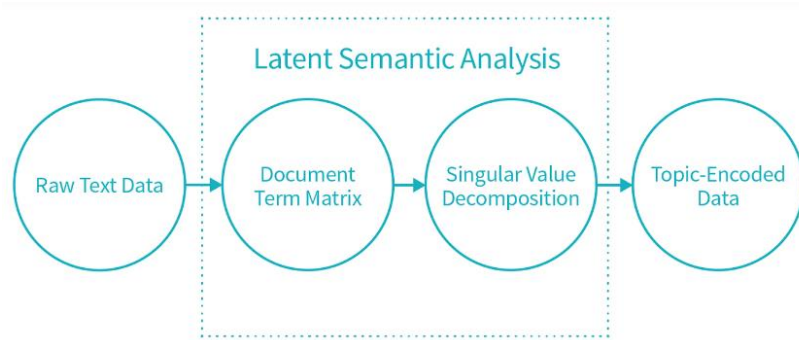 Latent Semantic Analysis
Raw Text Data
Document
Term Matrix
Singular Value
Decomposition
Topic-Encoded
Data